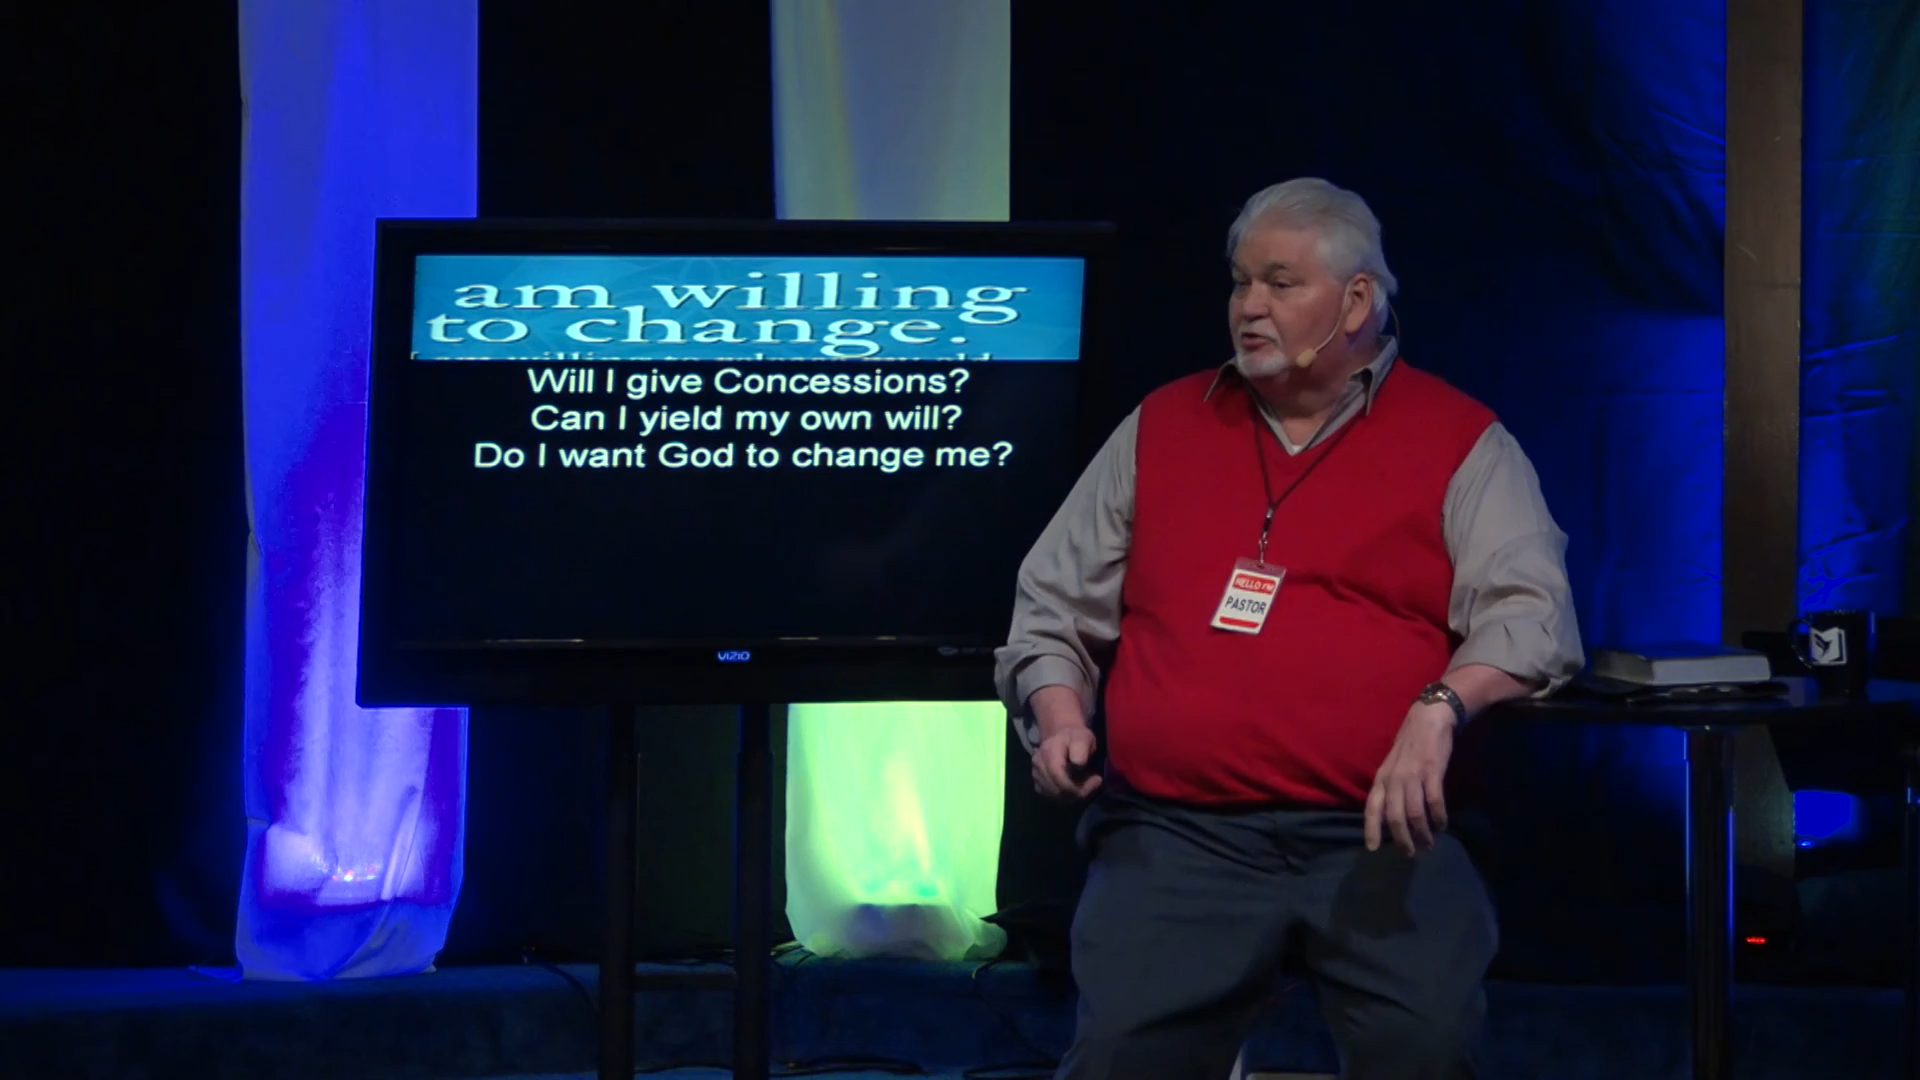 am willing
to change.
Will I give Concessions?
Can I yield my own will?
Do I want God to change me?
VIZIO
HELLO I'M
PASTOR